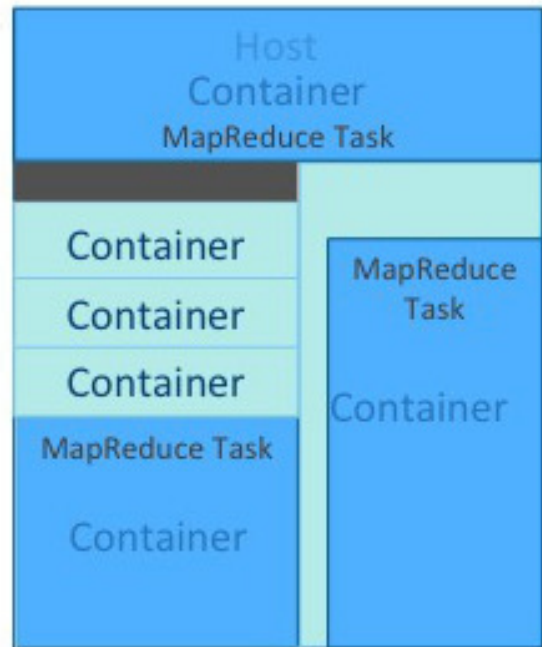 Host
Container
MapReduce Task
Container
Container
Container
MapReduce Task
Container
MapReduce
Task
Container